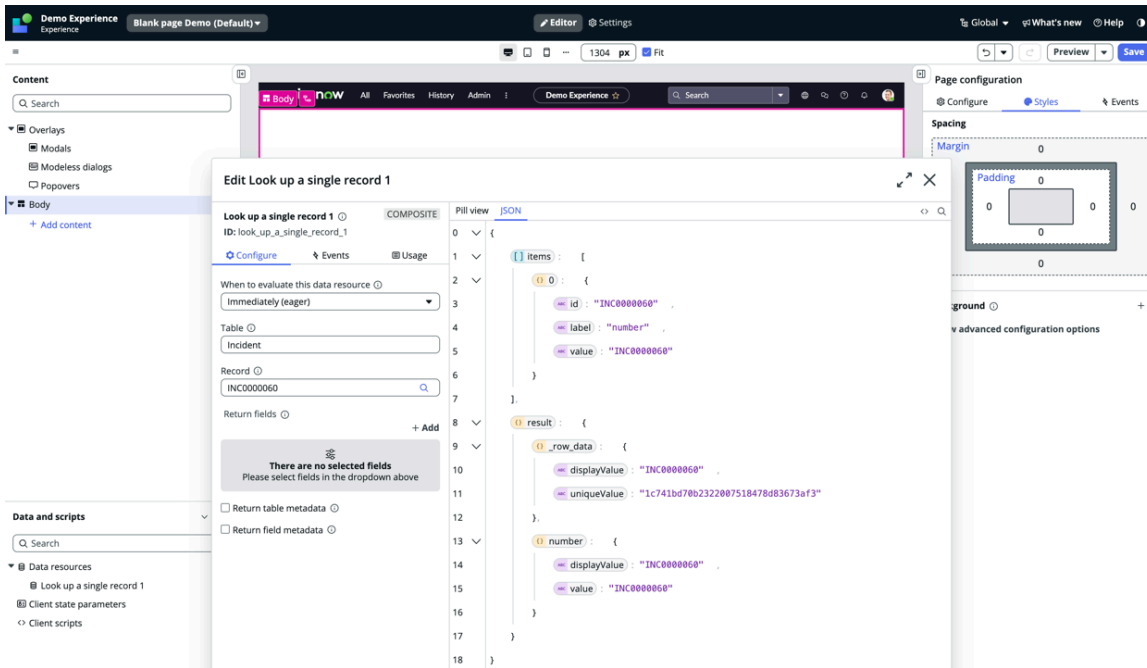 Demo Experience
Experience
Blank page Demo (Default)
Editor
Settings
Global
What's new
Help
1304 px
Fit
Preview
Save
Content
Search
Overlays
Modals
Modeless dialogs
Popovers
Body
+ Add content
Body
now
All
Favorites
History
Admin
Demo Experience
Search
Page configuration
Configure
Styles
Events
Spacing
Margin
0
Padding
0
0
0
0
0
0
0
ground
+
w advanced configuration options
Edit Look up a single record 1
Look up a single record 1
COMPOSITE
ID: look_up_a_single_record_1
Configure
Events
Usage
When to evaluate this data resource
Immediately (eager)
Table
Incident
Record
INC0000060
Return fields
+ Add
There are no selected fields
Please select fields in the dropdown above
Return table metadata
Return field metadata
Pill view
JSON
0 {
1 [] items : [
2 {} 0 : {
3 id : "INC0000060" ,
4 label : "number" ,
5 value : "INC0000060"
6 }
7 ],
8 {} result : {
9 {} _row_data : {
10 displayValue : "INC0000060" ,
11 uniqueValue : "1c741bd70b2322007518478d83673af3"
12 },
13 {} number : {
14 displayValue : "INC0000060" ,
15 value : "INC0000060"
16 }
17 }
18 }
Data and scripts
Search
Data resources
Look up a single record 1
Client state parameters
Client scripts